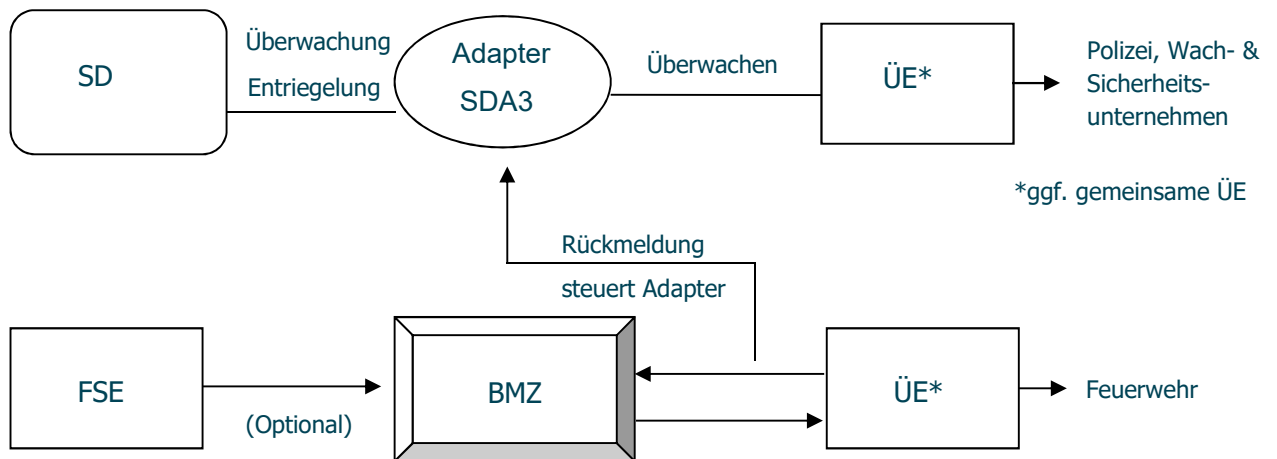 SD
Überwachung
Entriegelung
Adapter
SDA3
Überwachen
ÜE*
Polizei, Wach- &
Sicherheits-
unternehmen
*ggf. gemeinsame ÜE
Rückmeldung
steuert Adapter
FSE
(Optional)
BMZ
ÜE*
Feuerwehr